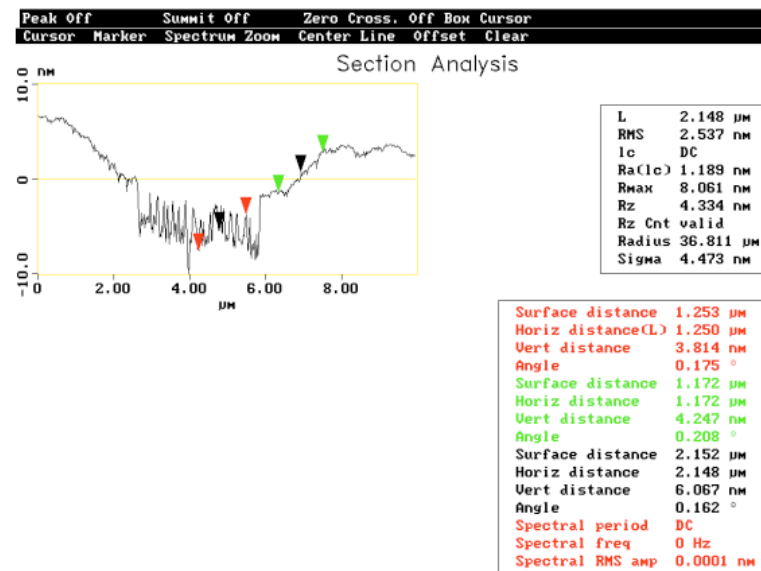 Peak Off Summit Off Zero Cross. Off Box Cursor
Cursor Marker Spectrum Zoom Center Line Offset Clear
Section Analysis
nm
10.0
0
-10.0
0 2.00 4.00 6.00 8.00
µm
L 2.148 µm
RMS 2.537 nm
lc DC
Ra(lc) 1.189 nm
Rmax 8.061 nm
Rz 4.334 nm
Rz Cnt valid
Radius 36.811 µm
Sigma 4.473 nm
Surface distance 1.253 µm
Horiz distance(L) 1.250 µm
Vert distance 3.814 nm
Angle 0.175 °
Surface distance 1.172 µm
Horiz distance 1.172 µm
Vert distance 4.247 nm
Angle 0.208 °
Surface distance 2.152 µm
Horiz distance 2.148 µm
Vert distance 6.067 nm
Angle 0.162 °
Spectral period DC
Spectral freq 0 Hz
Spectral RMS amp 0.0001 nm